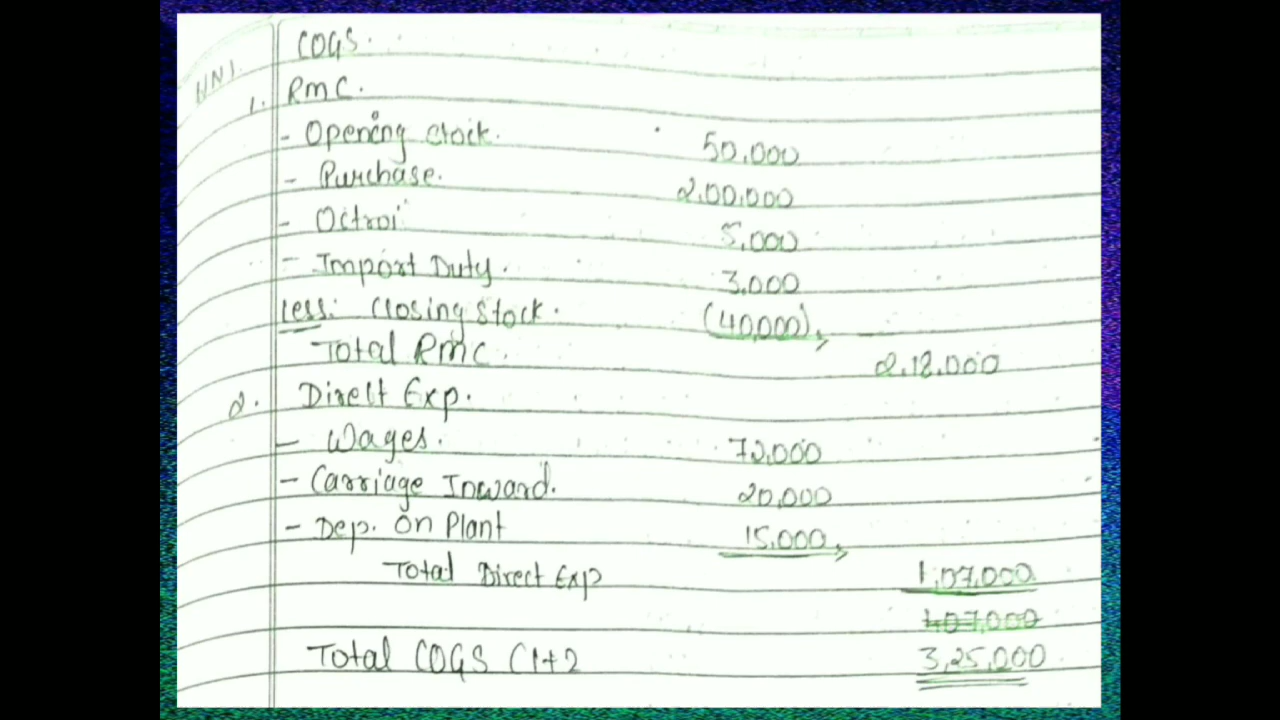 COGS.
HN1.
1. RMC.
- Opening Stock. 50,000
- Purchase. 2,00,000
- Octroi 5,000
- Import Duty. 3,000
Less: Closing Stock. (40,000)
Total RMC. 2,18,000
2. Direct Exp.
- Wages. 72,000
- Carriage Inward. 20,000
- Dep. On Plant 15,000
Total Direct Exp 1,07,000
107,000
Total COGS (1+2 3,25,000